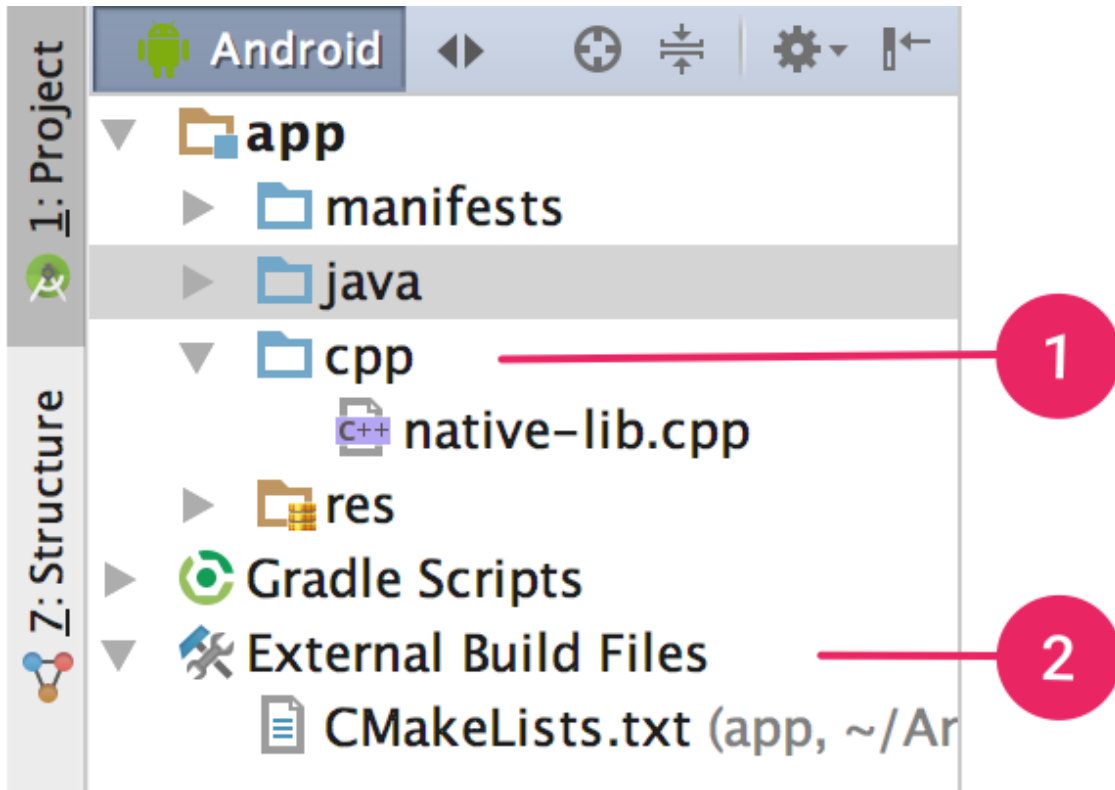 1: Project
7: Structure
Android
app
manifests
java
cpp
1
C++
native-lib.cpp
res
Gradle Scripts
External Build Files
2
CMakeLists.txt (app, ~/Ar